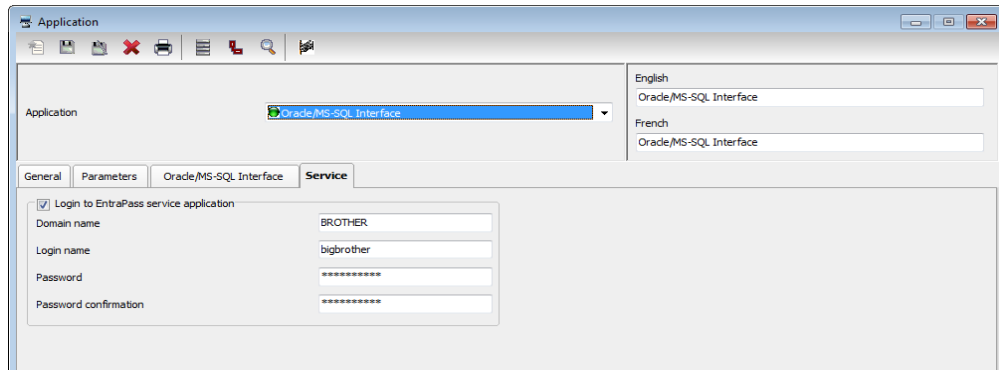 Application
English
Oracle/MS-SQL Interface
Application
Oracle/MS-SQL Interface
French
Oracle/MS-SQL Interface
General Parameters Oracle/MS-SQL Interface Service
Login to EntraPass service application
Domain name BROTHER
Login name bigbrother
Password **********
Password confirmation **********